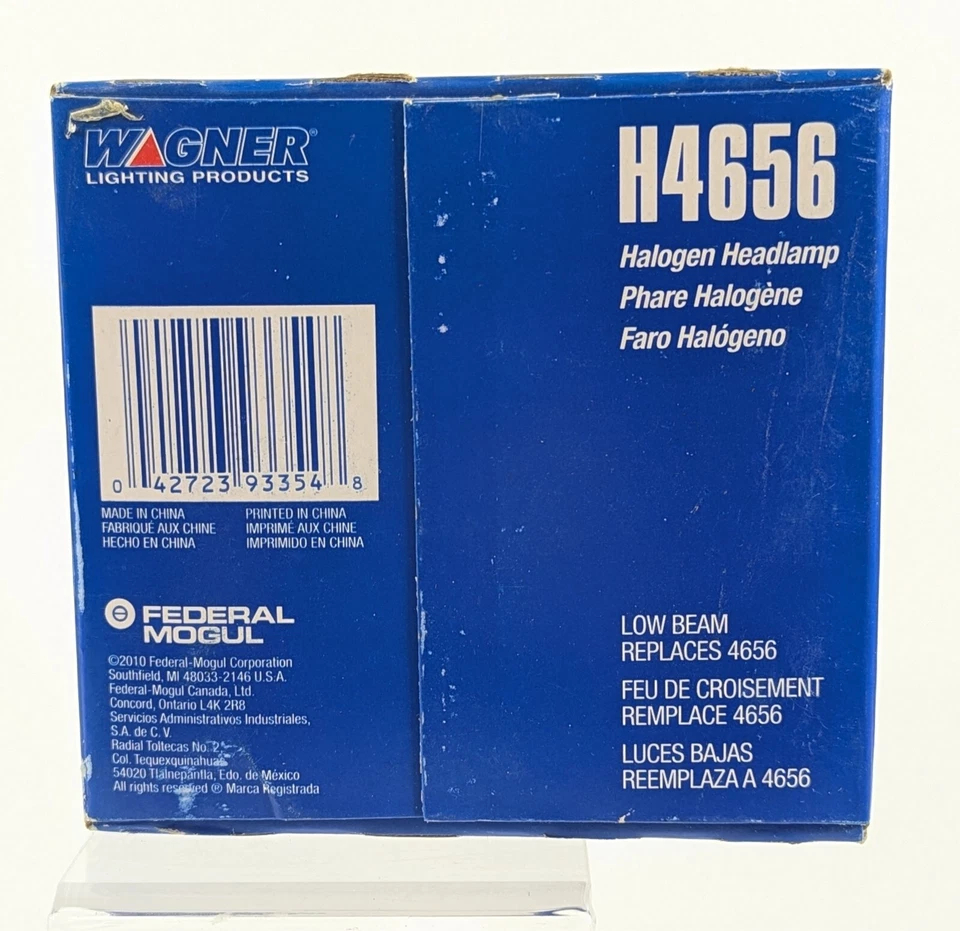 WAGNER®
LIGHTING PRODUCTS
0 42723 93354 8
MADE IN CHINA
FABRIQUÉ AUX CHINE
HECHO EN CHINA
PRINTED IN CHINA
IMPRIMÉ AUX CHINE
IMPRIMIDO EN CHINA
FEDERAL
MOGUL
©2010 Federal-Mogul Corporation
Southfield, MI 48033-2146 U.S.A.
Federal-Mogul Canada, Ltd.
Concord, Ontario L4K 2R8
Servicios Administrativos Industriales,
S.A. de C.V.
Radial Toltecas No.
Col. Tequexquinahuac
54020 Tlalnepantla, Edo. de México
All rights reserved ® Marca Registrada
H4656
Halogen Headlamp
Phare Halogène
Faro Halógeno
LOW BEAM
REPLACES 4656
FEU DE CROISEMENT
REMPLACE 4656
LUCES BAJAS
REEMPLAZA A 4656